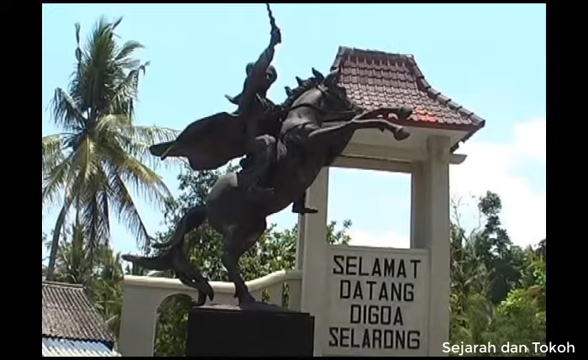 SELAMAT
DATANG
DIGOA
SELARONG
Sejarah dan Tokoh